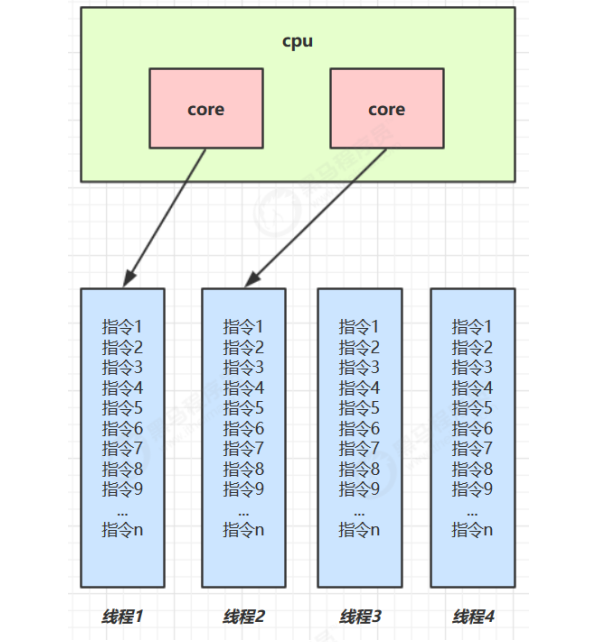 cpu
core core
指令1 指令1 指令1 指令1
指令2 指令2 指令2 指令2
指令3 指令3 指令3 指令3
指令4 指令4 指令4 指令4
指令5 指令5 指令5 指令5
指令6 指令6 指令6 指令6
指令7 指令7 指令7 指令7
指令8 指令8 指令8 指令8
指令9 指令9 指令9 指令9
... ... ... ...
指令n 指令n 指令n 指令n
线程1 线程2 线程3 线程4